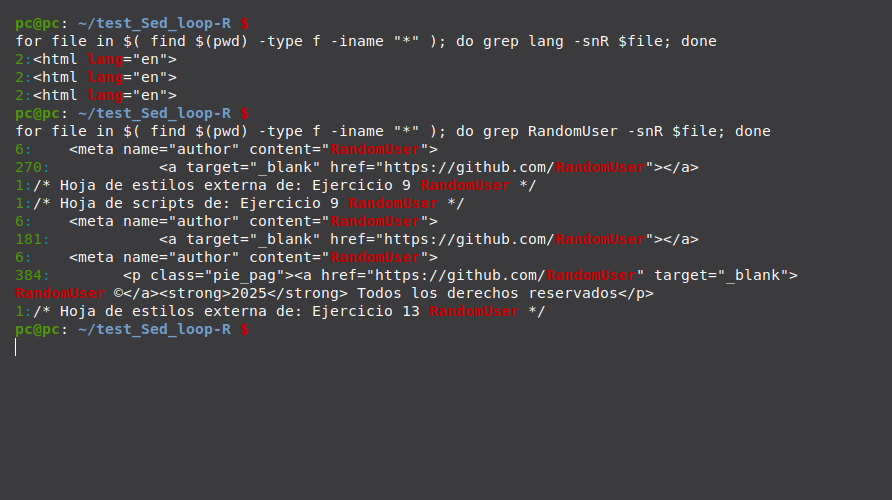 pc@pc: ~/test_Sed_loop-R $
for file in $( find $(pwd) -type f -iname "*" ); do grep lang -snR $file; done
2:<html lang="en">
2:<html lang="en">
2:<html lang="en">
pc@pc: ~/test_Sed_loop-R $
for file in $( find $(pwd) -type f -iname "*" ); do grep RandomUser -snR $file; done
6:    <meta name="author" content="RandomUser">
270:            <a target="_blank" href="https://github.com/RandomUser"></a>
1:/* Hoja de estilos externa de: Ejercicio 9 RandomUser */
1:/* Hoja de scripts de: Ejercicio 9 RandomUser */
6:    <meta name="author" content="RandomUser">
181:            <a target="_blank" href="https://github.com/RandomUser"></a>
6:    <meta name="author" content="RandomUser">
384:        <p class="pie_pag"><a href="https://github.com/RandomUser" target="_blank">
RandomUser ©</a><strong>2025</strong> Todos los derechos reservados</p>
1:/* Hoja de estilos externa de: Ejercicio 13 RandomUser */
pc@pc: ~/test_Sed_loop-R $